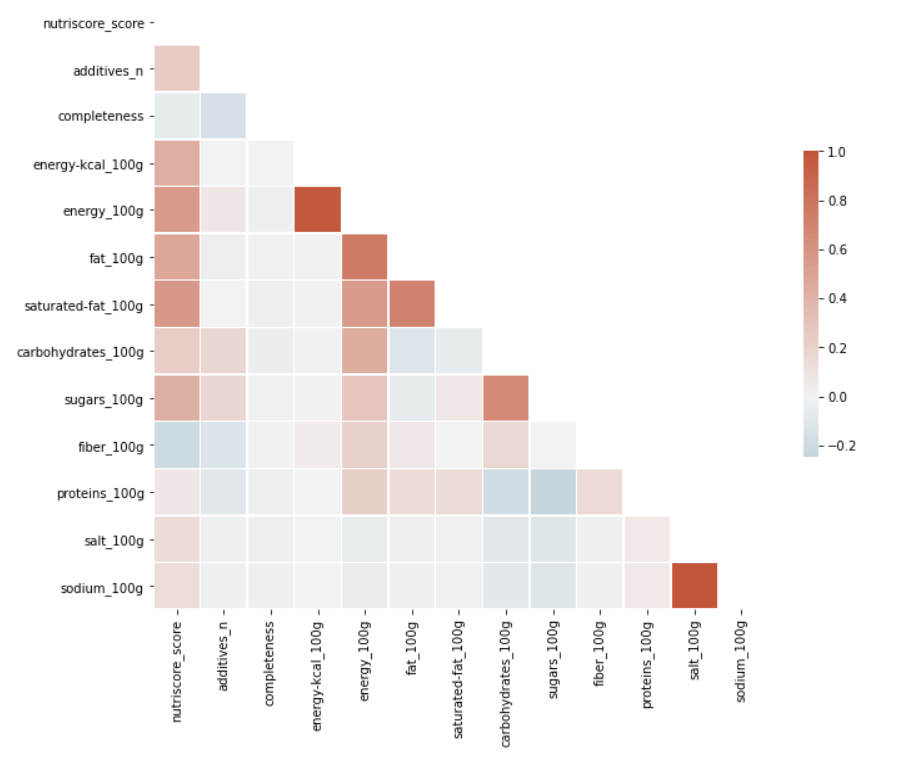 nutriscore_score
additives_n
completeness
energy-kcal_100g
energy_100g
fat_100g
saturated-fat_100g
carbohydrates_100g
sugars_100g
fiber_100g
proteins_100g
salt_100g
sodium_100g
nutriscore_score
additives_n
completeness
energy-kcal_100g
energy_100g
fat_100g
saturated-fat_100g
carbohydrates_100g
sugars_100g
fiber_100g
proteins_100g
salt_100g
sodium_100g
1.0
0.8
0.6
0.4
0.2
0.0
−0.2